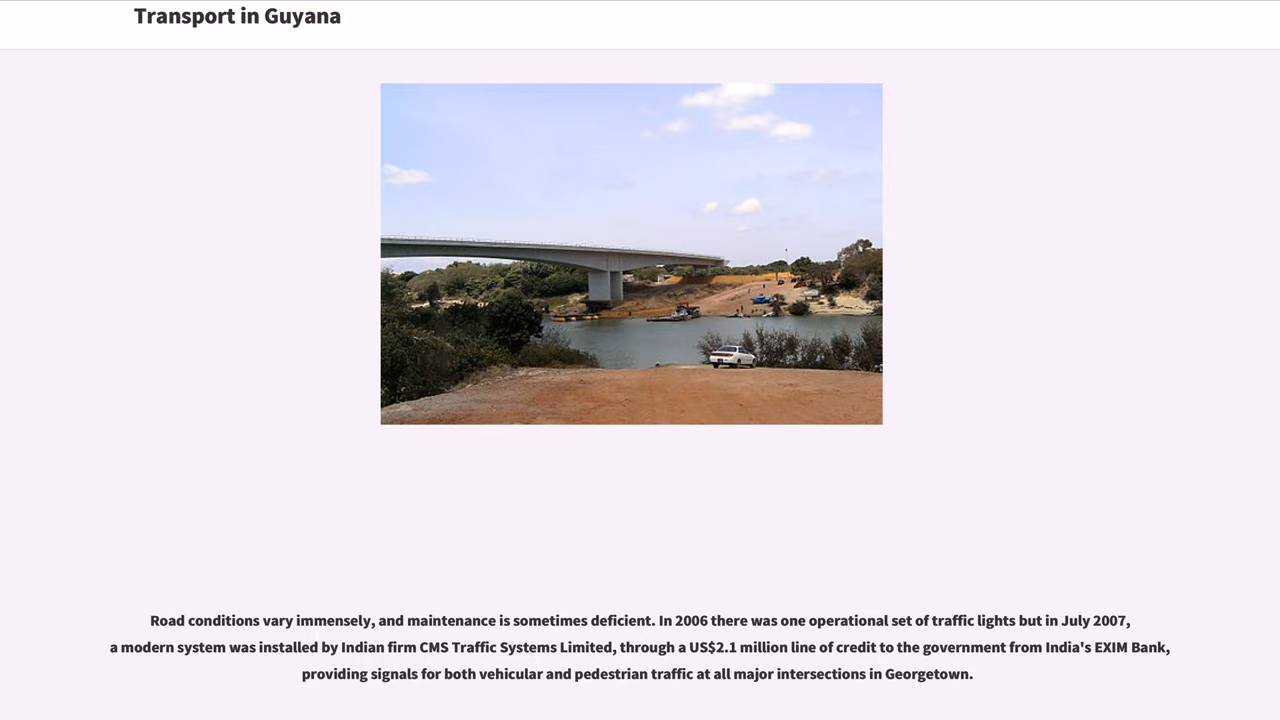 Transport in Guyana
Road conditions vary immensely, and maintenance is sometimes deficient. In 2006 there was one operational set of traffic lights but in July 2007,
a modern system was installed by Indian firm CMS Traffic Systems Limited, through a US$2.1 million line of credit to the government from India's EXIM Bank,
providing signals for both vehicular and pedestrian traffic at all major intersections in Georgetown.